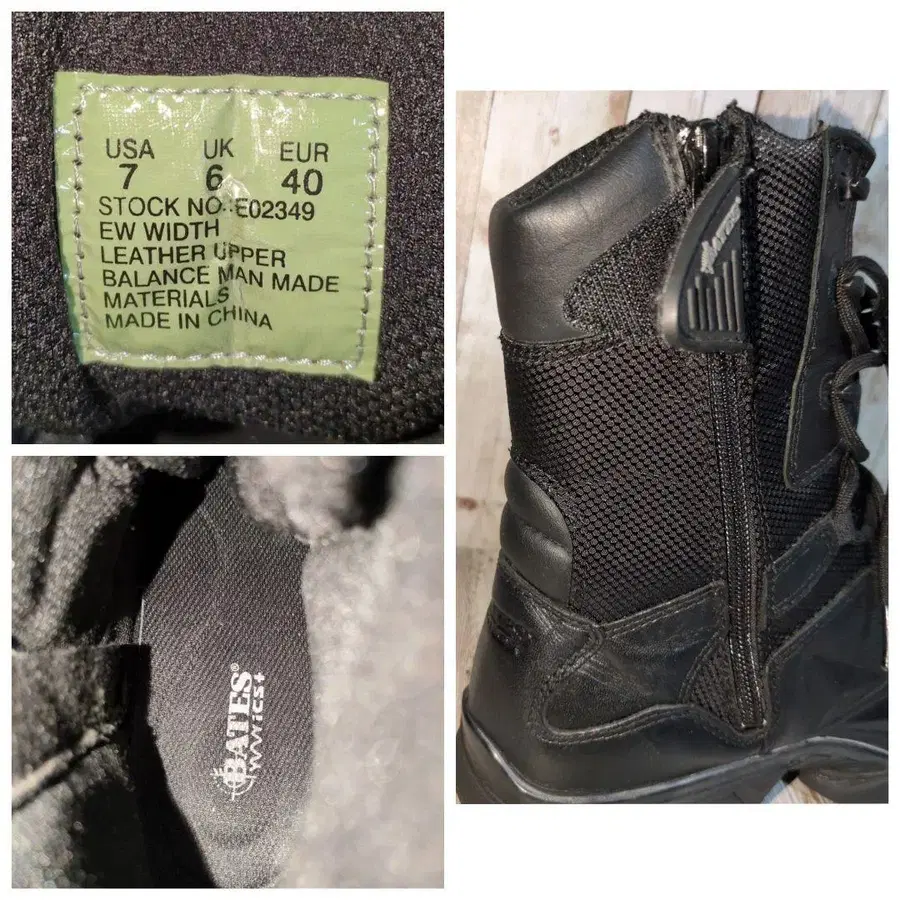 USA UK EUR
7 6 40
STOCK NO.:E02349
EW WIDTH
LEATHER UPPER
BALANCE MAN MADE
MATERIALS
MADE IN CHINA
BATES®
ICS+
BATES